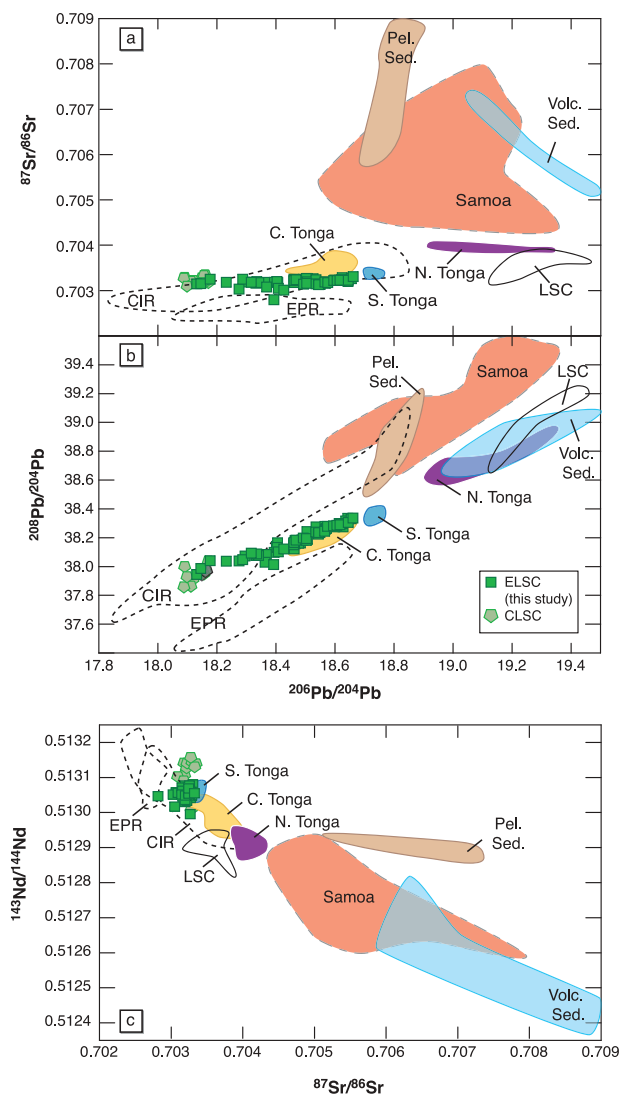 0.709
a
Pel.
Sed.
0.708
0.707
Volc.
Sed.
87Sr/86Sr
0.706
0.705
Samoa
C. Tonga
0.704
N. Tonga
S. Tonga
LSC
0.703
CIR
EPR
b
39.4
Pel.
Sed.
Samoa
LSC
39.2
39.0
38.8
Volc.
Sed.
38.6
N. Tonga
208Pb/204Pb
38.4
S. Tonga
38.2
C. Tonga
38.0
ELSC
(this study)
37.8
CIR
CLSC
37.6
EPR
17.8 18.0 18.2 18.4 18.6 18.8 19.0 19.2 19.4
206Pb/204Pb
0.5132
S. Tonga
0.5131
C. Tonga
EPR
0.5130
N. Tonga
CIR
Pel.
Sed.
0.5129
LSC
143Nd/144Nd
0.5128
Samoa
0.5127
0.5126
0.5125
Volc.
Sed.
0.5124
c
0.702 0.703 0.704 0.705 0.706 0.707 0.708 0.709
87Sr/86Sr